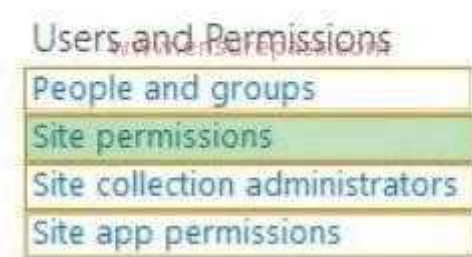 Users and Permissions
People and groups
Site permissions
Site collection administrators
Site app permissions